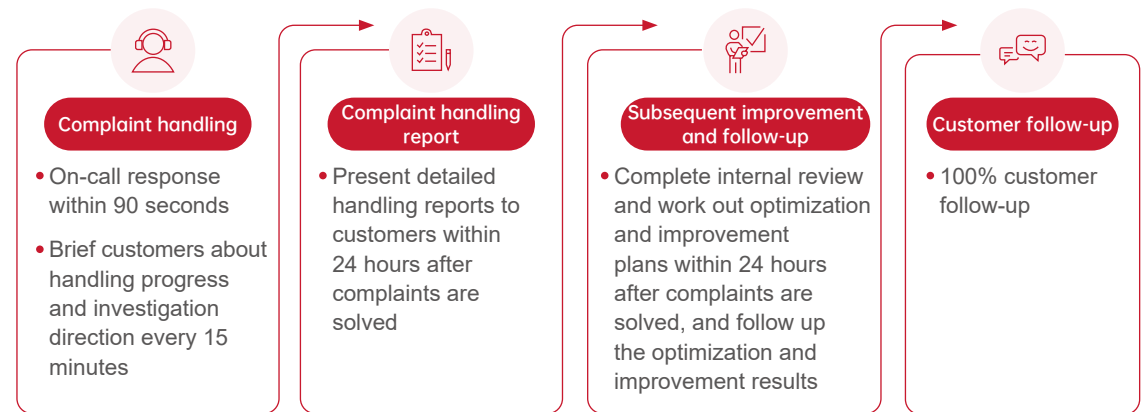 Complaint handling
• On-call response
within 90 seconds
• Brief customers about
handling progress
and investigation
direction every 15
minutes
Complaint handling
report
• Present detailed
handling reports to
customers within
24 hours after
complaints are
solved
Subsequent improvement
and follow-up
• Complete internal review
and work out optimization
and improvement
plans within 24 hours
after complaints are
solved, and follow up
the optimization and
improvement results
Customer follow-up
• 100% customer
follow-up